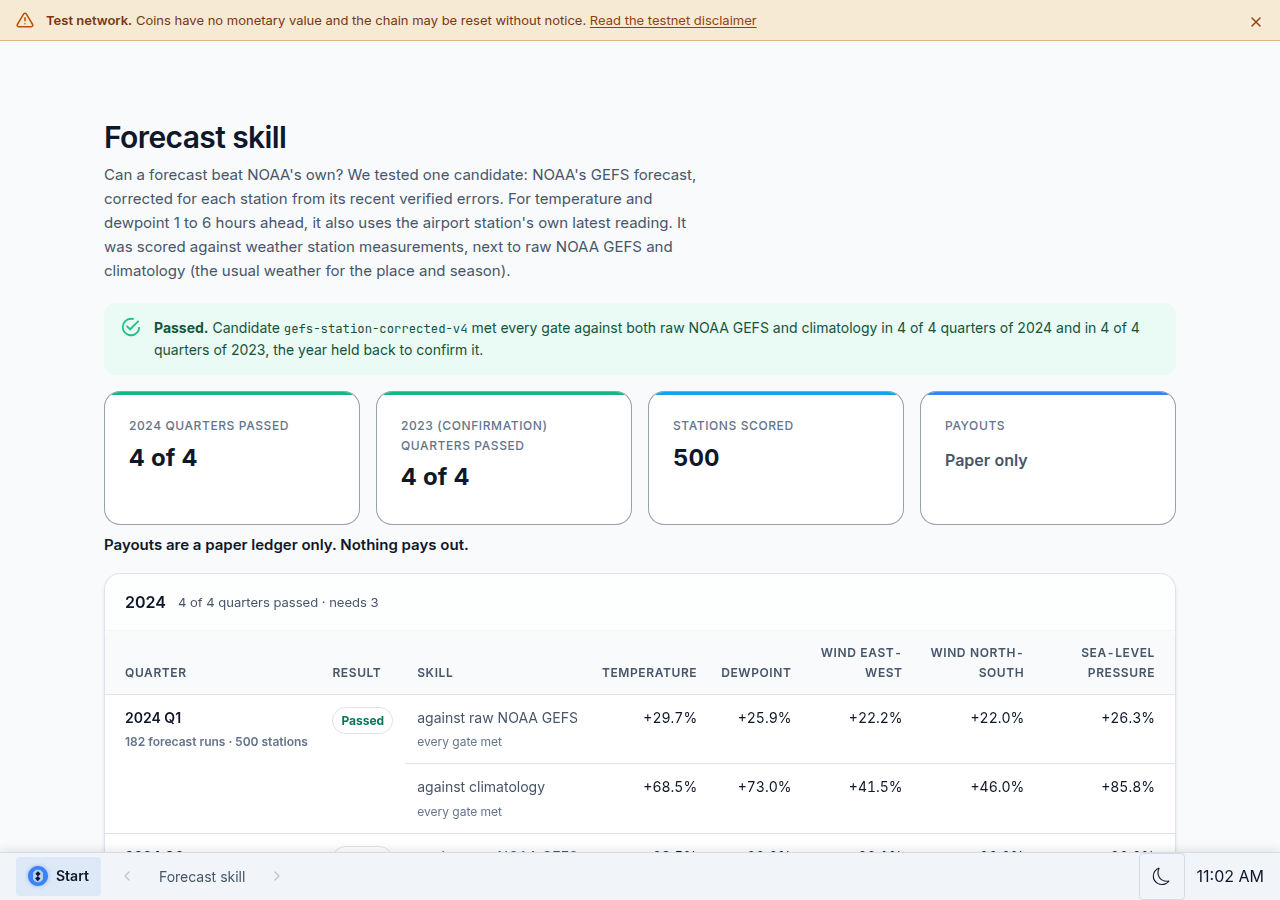 Test network. Coins have no monetary value and the chain may be reset without notice. Read the testnet disclaimer
Forecast skill
Can a forecast beat NOAA's own? We tested one candidate: NOAA's GEFS forecast,
corrected for each station from its recent verified errors. For temperature and
dewpoint 1 to 6 hours ahead, it also uses the airport station's own latest reading. It
was scored against weather station measurements, next to raw NOAA GEFS and
climatology (the usual weather for the place and season).
Passed. Candidate gefs-station-corrected-v4 met every gate against both raw NOAA GEFS and climatology in 4 of 4 quarters of 2024 and in 4 of 4
quarters of 2023, the year held back to confirm it.
2024 QUARTERS PASSED
4 of 4
2023 (CONFIRMATION)
QUARTERS PASSED
4 of 4
STATIONS SCORED
500
PAYOUTS
Paper only
Payouts are a paper ledger only. Nothing pays out.
2024 4 of 4 quarters passed · needs 3
QUARTER RESULT SKILL TEMPERATURE DEWPOINT WIND EAST-WEST WIND NORTH-SOUTH SEA-LEVEL PRESSURE
2024 Q1 Passed against raw NOAA GEFS +29.7% +25.9% +22.2% +22.0% +26.3%
182 forecast runs · 500 stations every gate met
against climatology +68.5% +73.0% +41.5% +46.0% +85.8%
every gate met
Start Forecast skill 11:02 AM